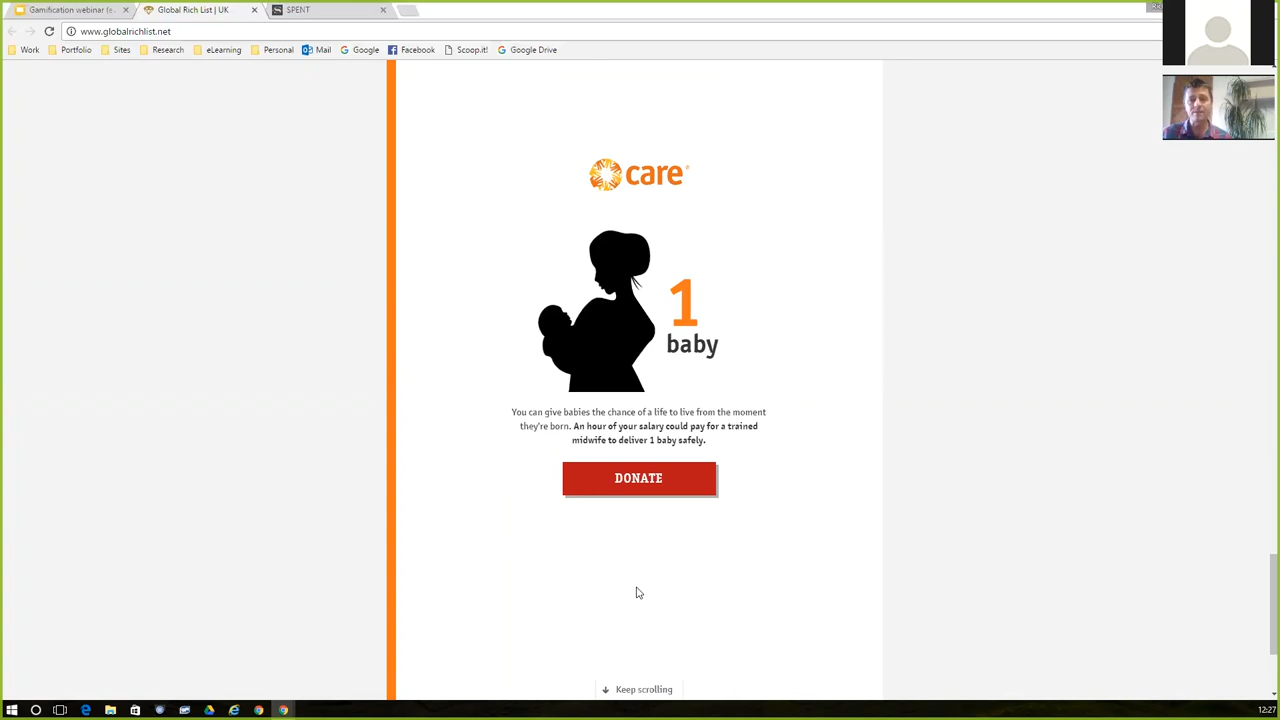 Gamification webinar (e
Global Rich List | UK
SPENT
www.globalrichlist.net
Work
Portfolio
Sites
Research
eLearning
Personal
Mail
Google
Facebook
Scoop.it!
Google Drive
care
1
baby
You can give babies the chance of a life to live from the moment
they're born. An hour of your salary could pay for a trained
midwife to deliver 1 baby safely.
DONATE
Keep scrolling
12:27